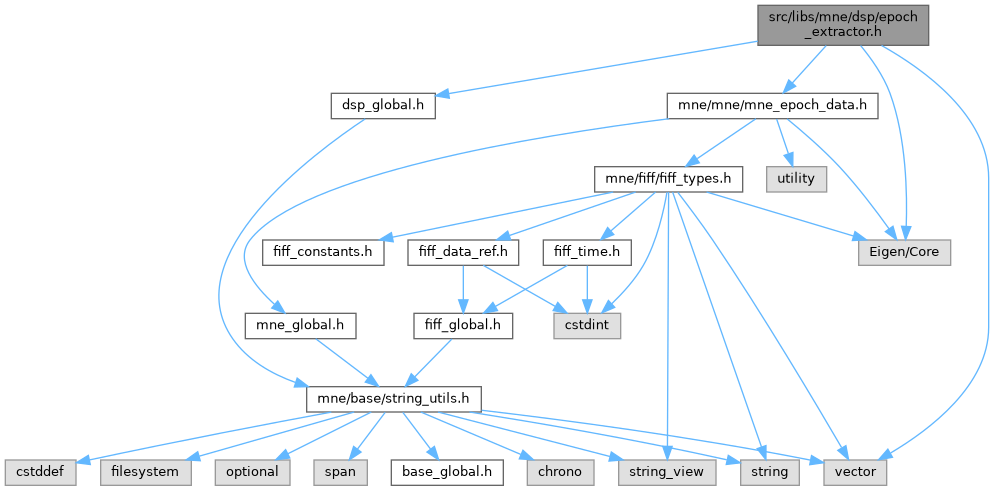 src/libs/mne/dsp/epoch
_extractor.h
dsp_global.h
mne/mne/mne_epoch_data.h
mne/fiff/fiff_types.h
utility
fiff_constants.h
fiff_data_ref.h
fiff_time.h
Eigen/Core
mne_global.h
fiff_global.h
cstdint
mne/base/string_utils.h
cstddef
filesystem
optional
span
base_global.h
chrono
string_view
string
vector